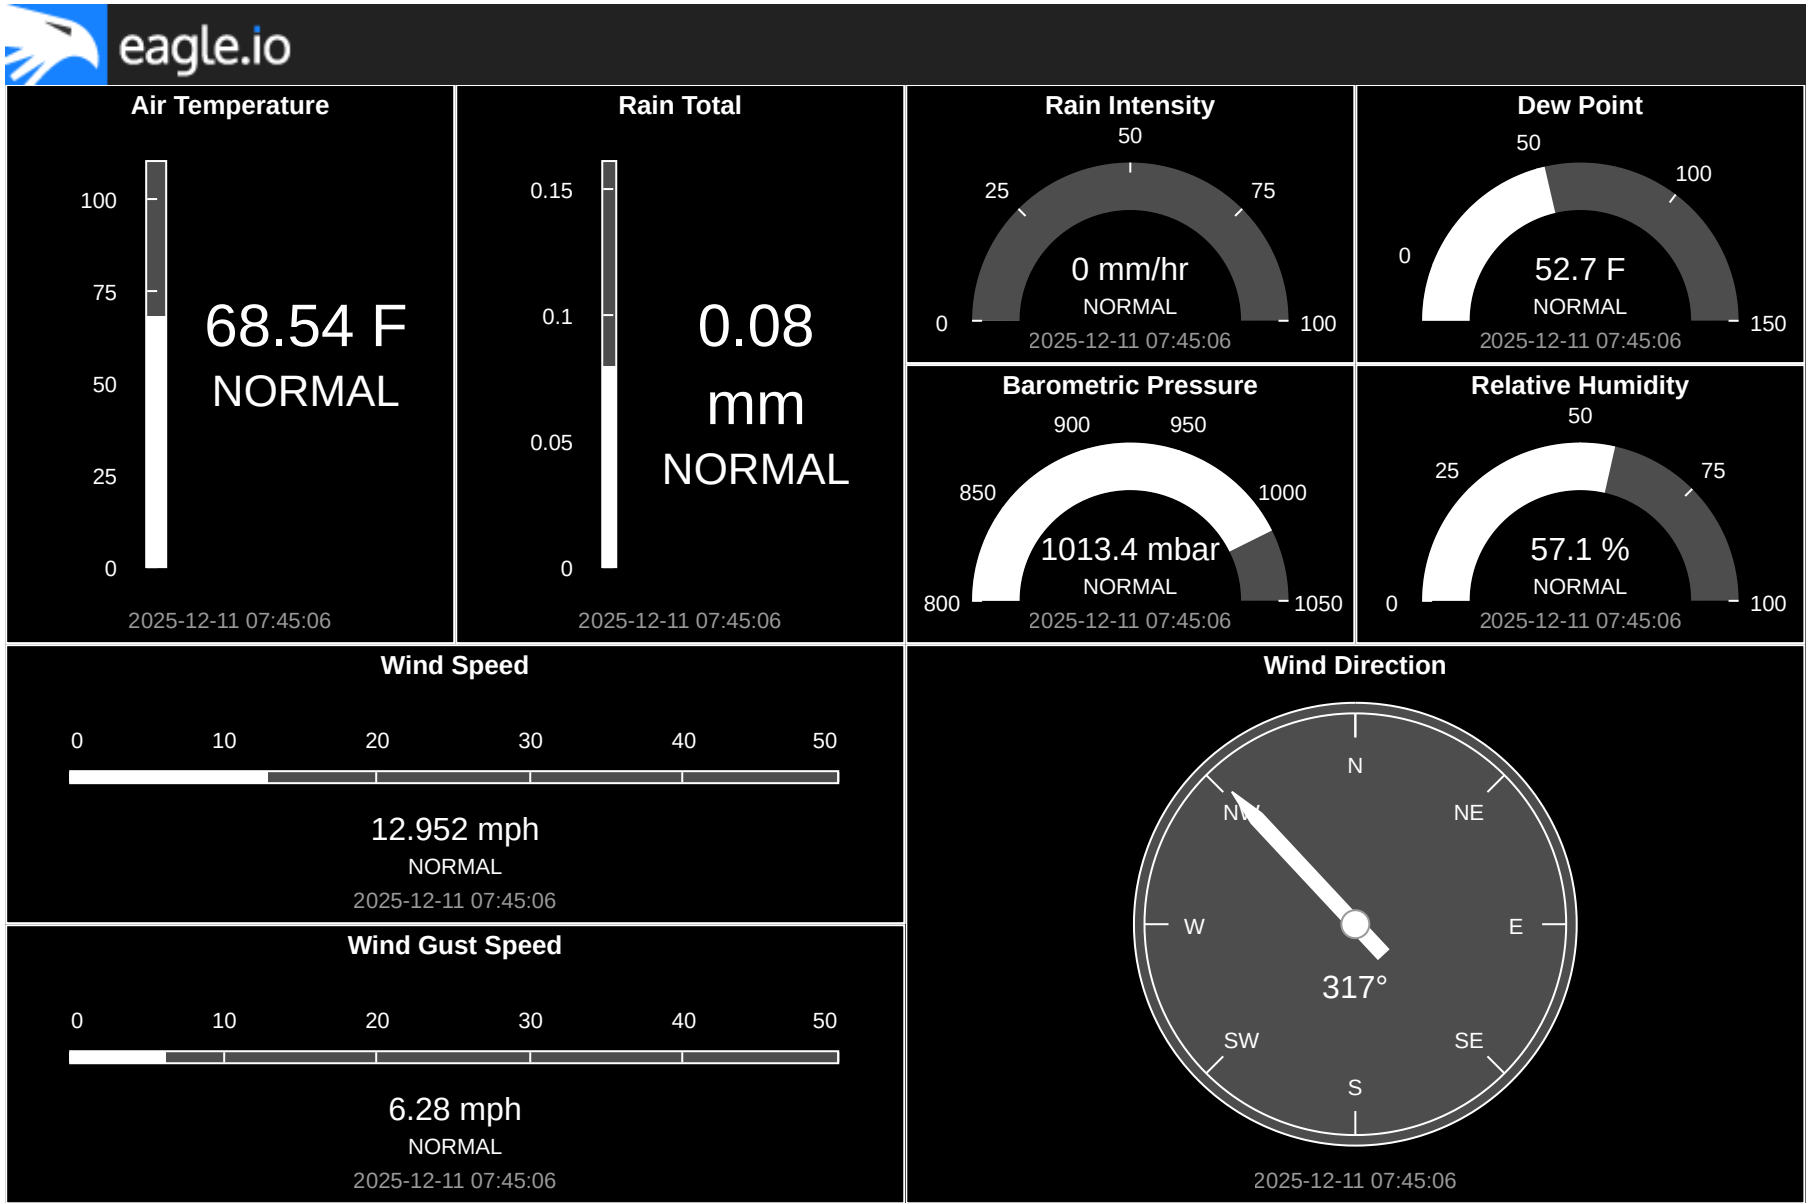 eagle.io
Air Temperature
100
75
50
25
0
68.54 F
NORMAL
2025-12-11 07:45:06
Rain Total
0.15
0.1
0.05
0
0.08
mm
NORMAL
2025-12-11 07:45:06
Rain Intensity
0
25
50
75
100
0 mm/hr
NORMAL
2025-12-11 07:45:06
Dew Point
0
50
100
150
52.7 F
NORMAL
2025-12-11 07:45:06
Barometric Pressure
800
850
900
950
1000
1050
1013.4 mbar
NORMAL
2025-12-11 07:45:06
Relative Humidity
0
25
50
75
100
57.1 %
NORMAL
2025-12-11 07:45:06
Wind Speed
0 10 20 30 40 50
12.952 mph
NORMAL
2025-12-11 07:45:06
Wind Gust Speed
0 10 20 30 40 50
6.28 mph
NORMAL
2025-12-11 07:45:06
Wind Direction
N
NW NE
W E
317°
SW SE
S
2025-12-11 07:45:06